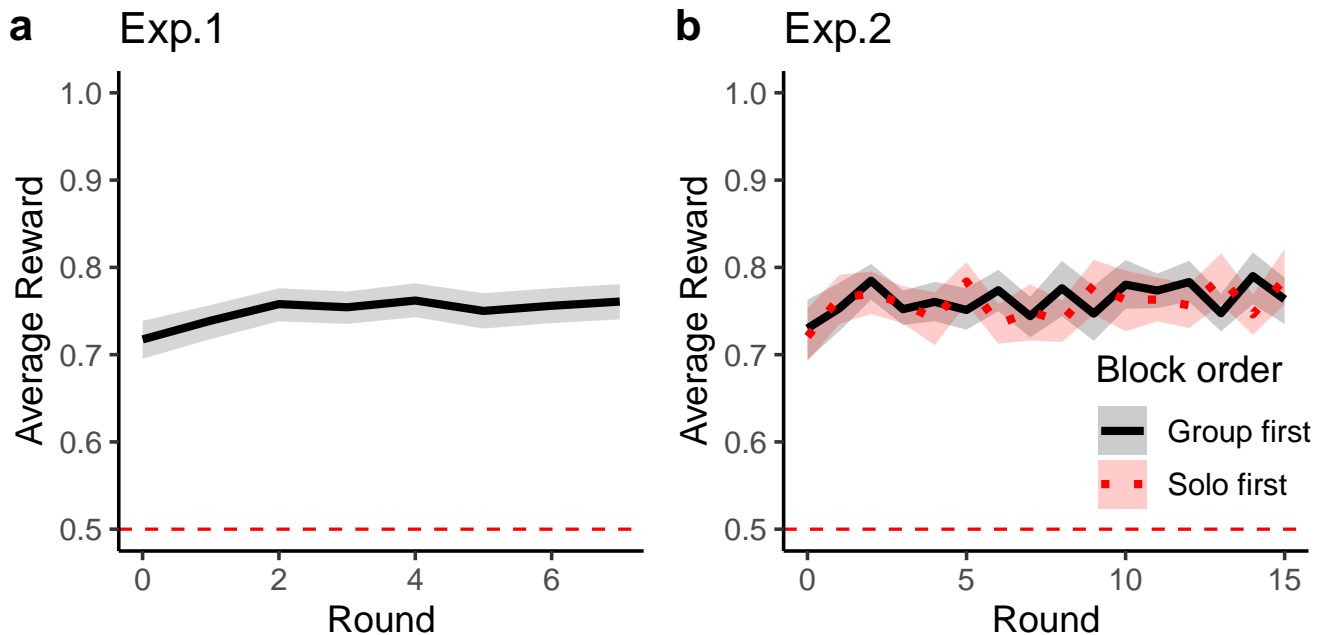 a Exp.1
Average Reward
1.0
0.9
0.8
0.7
0.6
0.5
0 2 4 6
Round
b Exp.2
Average Reward
1.0
0.9
0.8
0.7
0.6
0.5
Block order
Group first
Solo first
0 5 10 15
Round